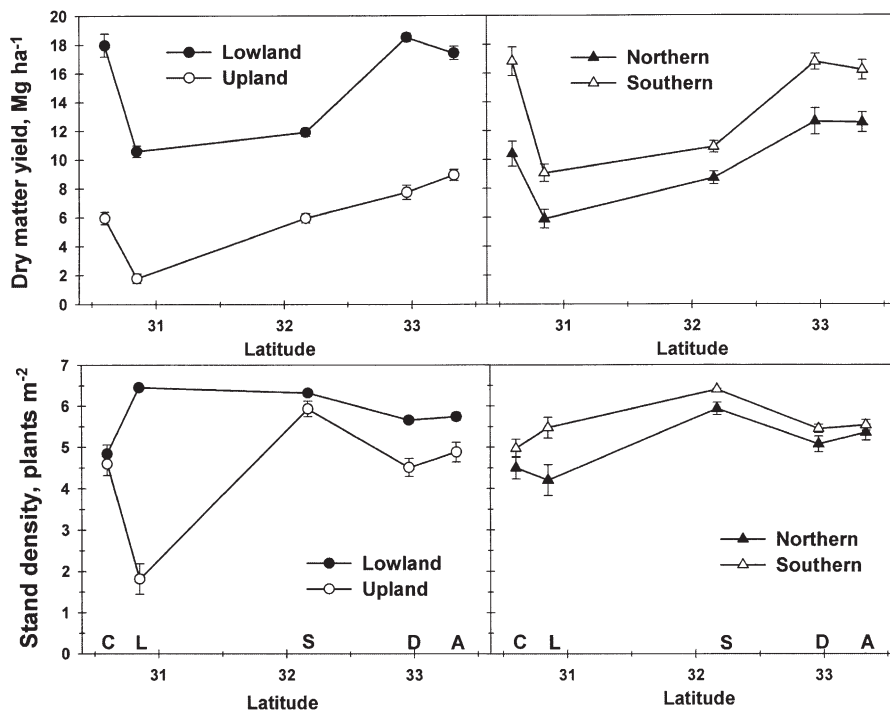 Dry matter yield, Mg ha-1
20
18
16
14
12
10
8
6
4
2
0
Lowland
Upland
31 32 33
Latitude
Northern
Southern
31 32 33
Latitude
Stand density, plants m-2
7
6
5
4
3
2
1
0
Lowland
Upland
C L S D A
31 32 33
Latitude
Northern
Southern
C L S D A
31 32 33
Latitude